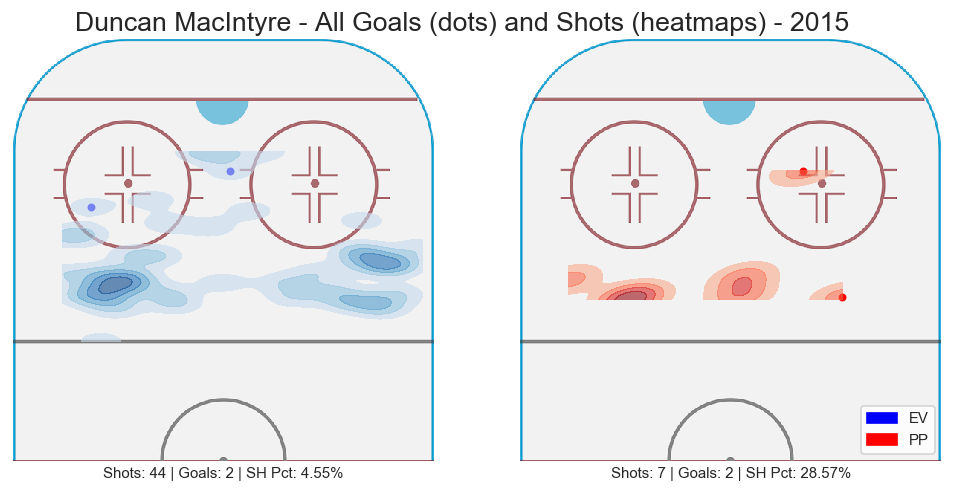 Duncan MacIntyre - All Goals (dots) and Shots (heatmaps) - 2015
EV
PP
Shots: 44 | Goals: 2 | SH Pct: 4.55%
Shots: 7 | Goals: 2 | SH Pct: 28.57%